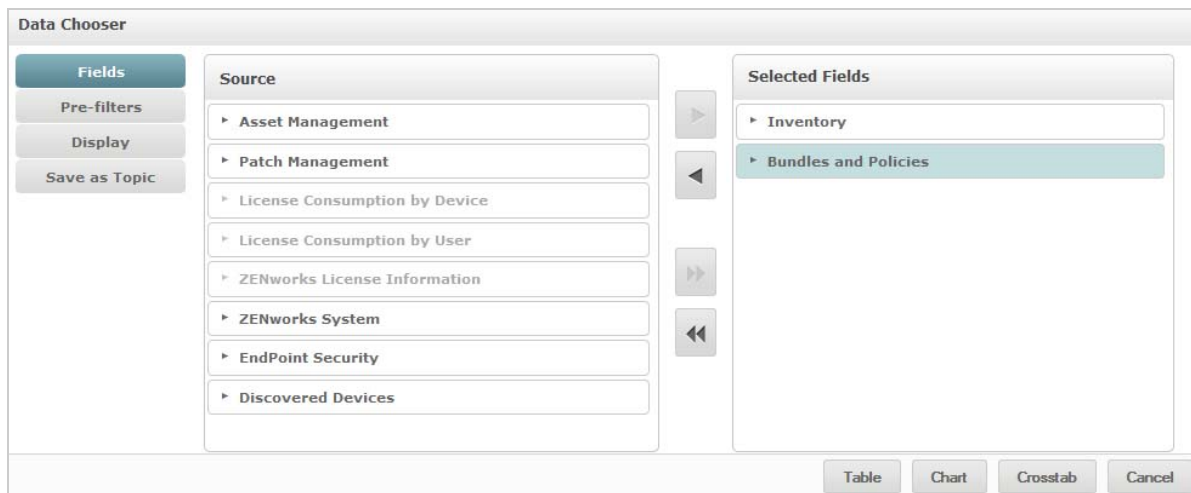 Data Chooser
Fields
Pre-filters
Display
Save as Topic
Source
Asset Management
Patch Management
License Consumption by Device
License Consumption by User
ZENworks License Information
ZENworks System
EndPoint Security
Discovered Devices
Selected Fields
Inventory
Bundles and Policies
Table
Chart
Crosstab
Cancel